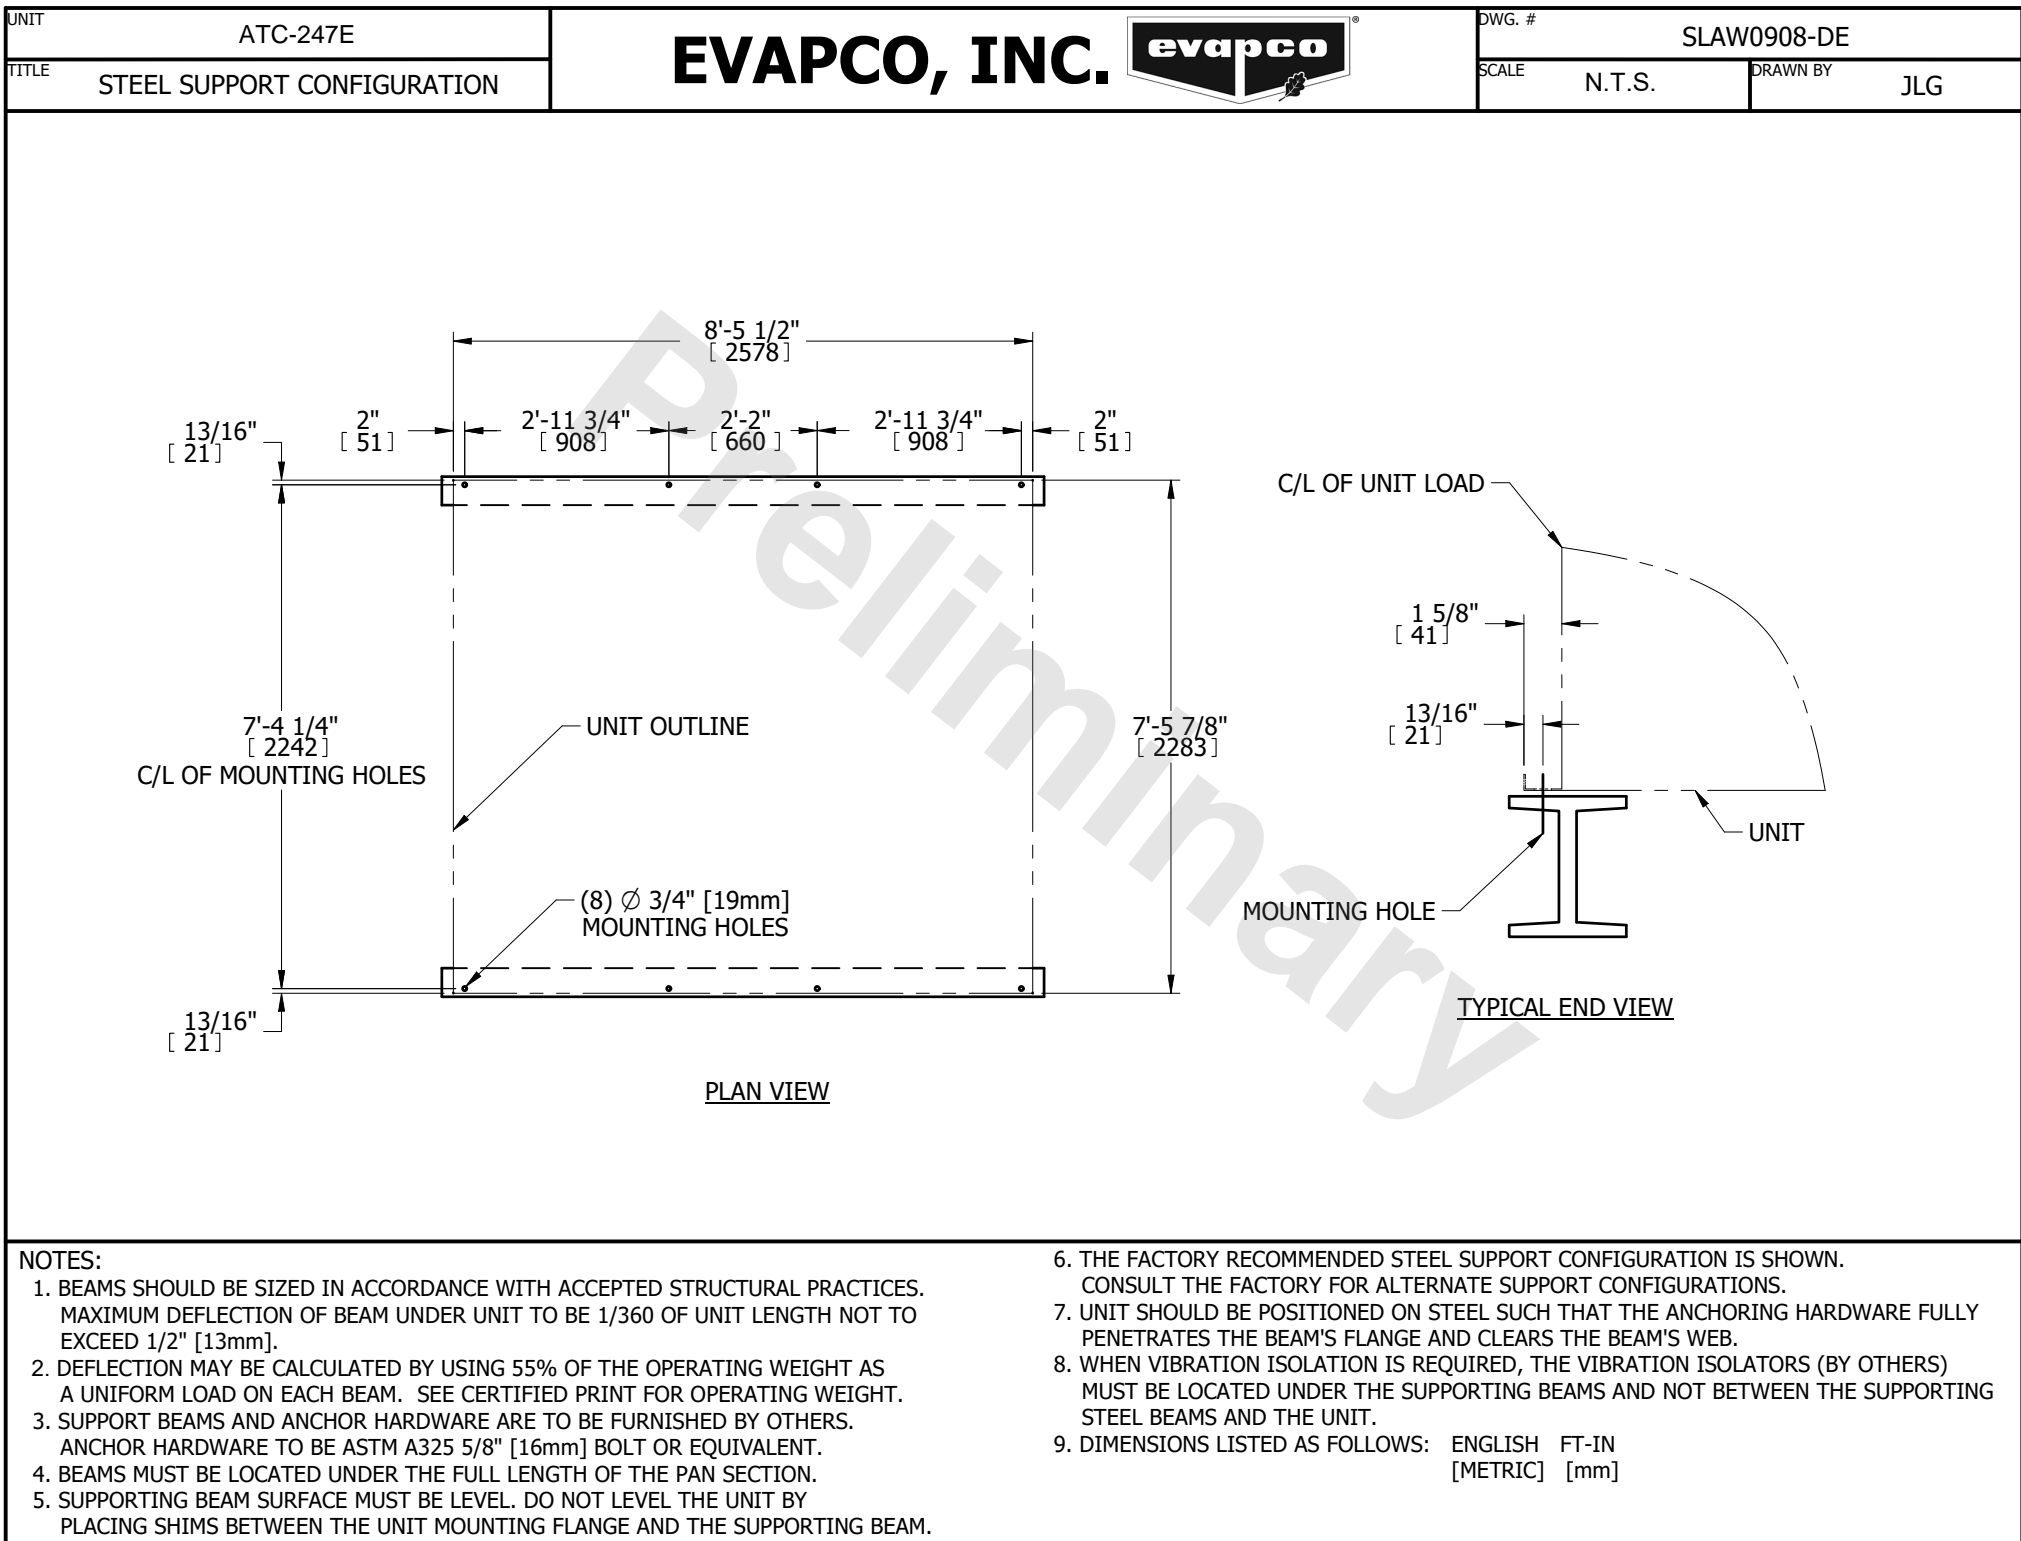 UNIT
ATC-247E
TITLE
STEEL SUPPORT CONFIGURATION
EVAPCO, INC.
evapco
®
DWG. #
SLAW0908-DE
SCALE
N.T.S.
DRAWN BY
JLG
8'-5 1/2"
[ 2578 ]
13/16"
[ 21 ]
2"
[ 51 ]
2'-11 3/4"
[ 908 ]
2'-2"
[ 660 ]
2'-11 3/4"
[ 908 ]
2"
[ 51 ]
7'-4 1/4"
[ 2242 ]
C/L OF MOUNTING HOLES
UNIT OUTLINE
7'-5 7/8"
[ 2283 ]
(8) ∅ 3/4" [19mm]
MOUNTING HOLES
13/16"
[ 21 ]
PLAN VIEW
C/L OF UNIT LOAD
1 5/8"
[ 41 ]
13/16"
[ 21 ]
UNIT
MOUNTING HOLE
TYPICAL END VIEW
Preliminary
NOTES:
1. BEAMS SHOULD BE SIZED IN ACCORDANCE WITH ACCEPTED STRUCTURAL PRACTICES.
MAXIMUM DEFLECTION OF BEAM UNDER UNIT TO BE 1/360 OF UNIT LENGTH NOT TO
EXCEED 1/2" [13mm].
2. DEFLECTION MAY BE CALCULATED BY USING 55% OF THE OPERATING WEIGHT AS
A UNIFORM LOAD ON EACH BEAM. SEE CERTIFIED PRINT FOR OPERATING WEIGHT.
3. SUPPORT BEAMS AND ANCHOR HARDWARE ARE TO BE FURNISHED BY OTHERS.
ANCHOR HARDWARE TO BE ASTM A325 5/8" [16mm] BOLT OR EQUIVALENT.
4. BEAMS MUST BE LOCATED UNDER THE FULL LENGTH OF THE PAN SECTION.
5. SUPPORTING BEAM SURFACE MUST BE LEVEL. DO NOT LEVEL THE UNIT BY
PLACING SHIMS BETWEEN THE UNIT MOUNTING FLANGE AND THE SUPPORTING BEAM.
6. THE FACTORY RECOMMENDED STEEL SUPPORT CONFIGURATION IS SHOWN.
CONSULT THE FACTORY FOR ALTERNATE SUPPORT CONFIGURATIONS.
7. UNIT SHOULD BE POSITIONED ON STEEL SUCH THAT THE ANCHORING HARDWARE FULLY
PENETRATES THE BEAM'S FLANGE AND CLEARS THE BEAM'S WEB.
8. WHEN VIBRATION ISOLATION IS REQUIRED, THE VIBRATION ISOLATORS (BY OTHERS)
MUST BE LOCATED UNDER THE SUPPORTING BEAMS AND NOT BETWEEN THE SUPPORTING
STEEL BEAMS AND THE UNIT.
9. DIMENSIONS LISTED AS FOLLOWS: ENGLISH FT-IN
[METRIC] [mm]